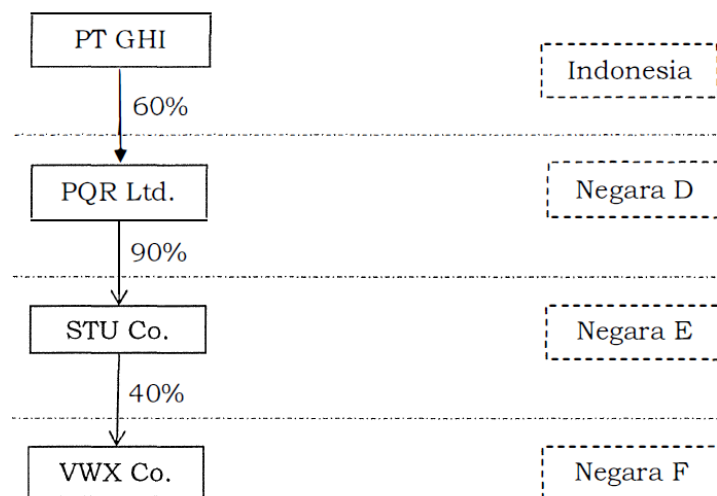 PT GHI
Indonesia
60%
PQR Ltd.
Negara D
90%
STU Co.
Negara E
40%
VWX Co.
Negara F